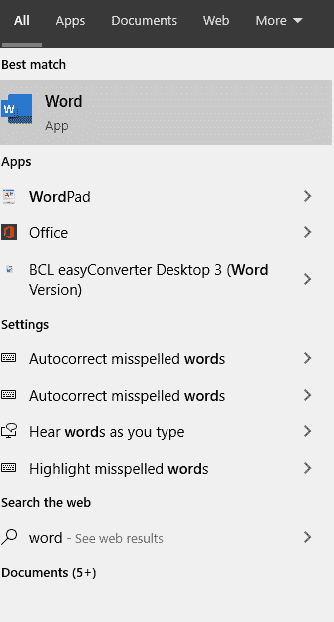 All Apps Documents Web More
Best match
Word
App
Apps
WordPad
Office
BCL easyConverter Desktop 3 (Word
Version)
Settings
Autocorrect misspelled words
Autocorrect misspelled words
Hear words as you type
Highlight misspelled words
Search the web
word - See web results
Documents (5+)